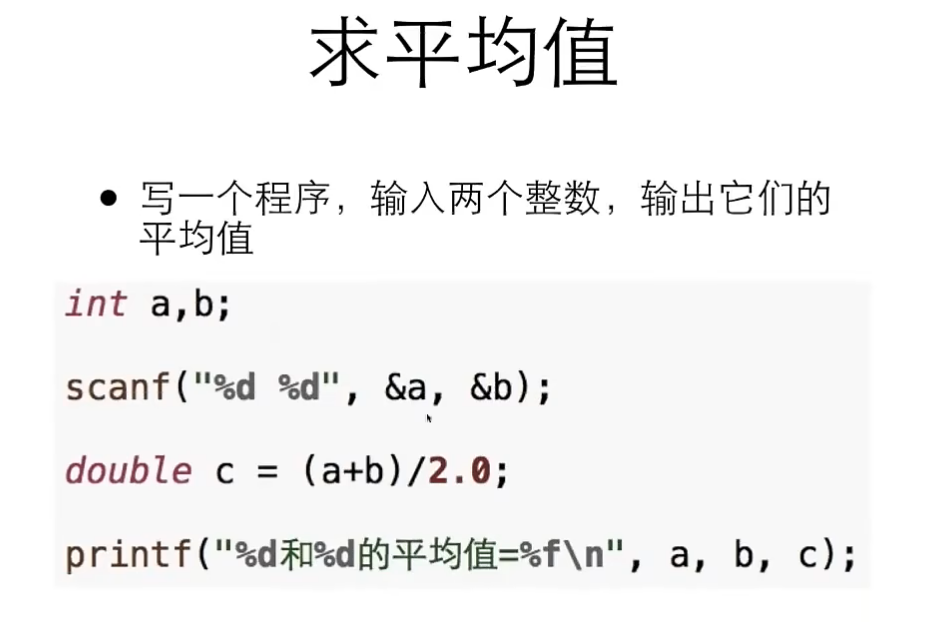 求平均值
• 写一个程序，输入两个整数，输出它们的
平均值
int a,b;
scanf("%d %d", &a, &b);
double c = (a+b)/2.0;
printf("%d和%d的平均值=%f\n", a, b, c);